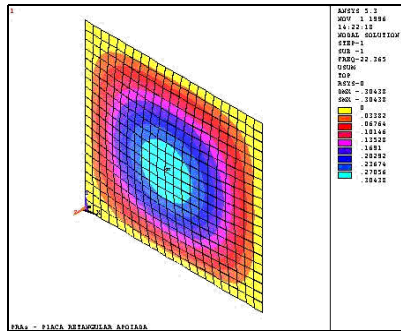 1
ANSYS 5.3
NOV 1 1996
14:22:18
NODAL SOLUTION
STEP=1
SUB =1
FREQ=22.365
USUM
TOP
RSYS=0
DMX =.30438
SMX =.30438
0
.03382
.06764
.10146
.13528
.1691
.20292
.23674
.27056
.30438
PRAa - PLACA RETANGULAR APOIADA